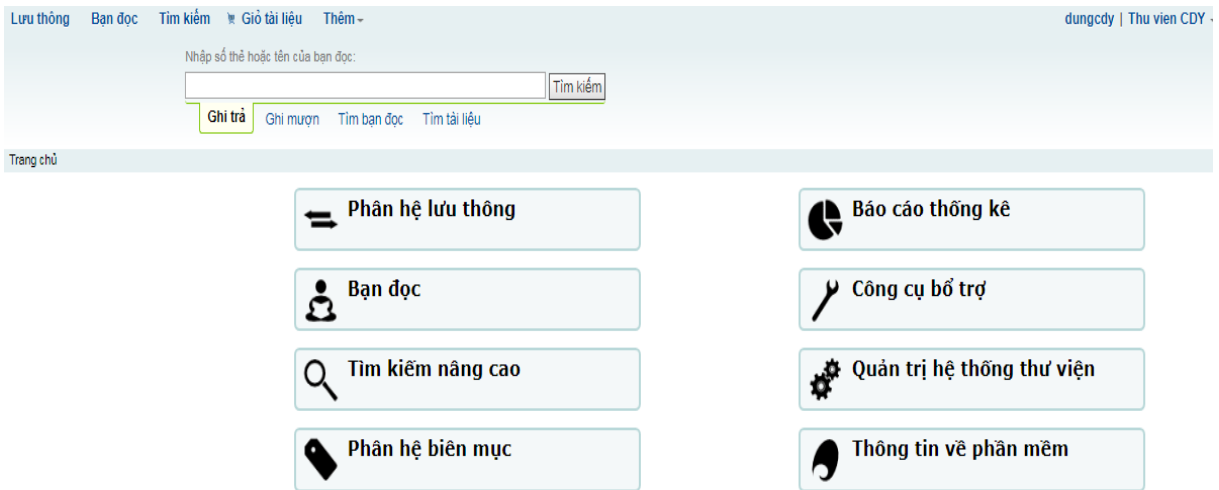 Lưu thông Bạn đọc Tìm kiếm Giỏ tài liệu Thêm dungcdy | Thu vien CDY
Nhập số thẻ hoặc tên của bạn đọc:
Tìm kiếm
Ghi trả Ghi mượn Tìm bạn đọc Tìm tài liệu
Trang chủ
Phân hệ lưu thông Báo cáo thống kê
Bạn đọc Công cụ bổ trợ
Tìm kiếm nâng cao Quản trị hệ thống thư viện
Phân hệ biên mục Thông tin về phần mềm